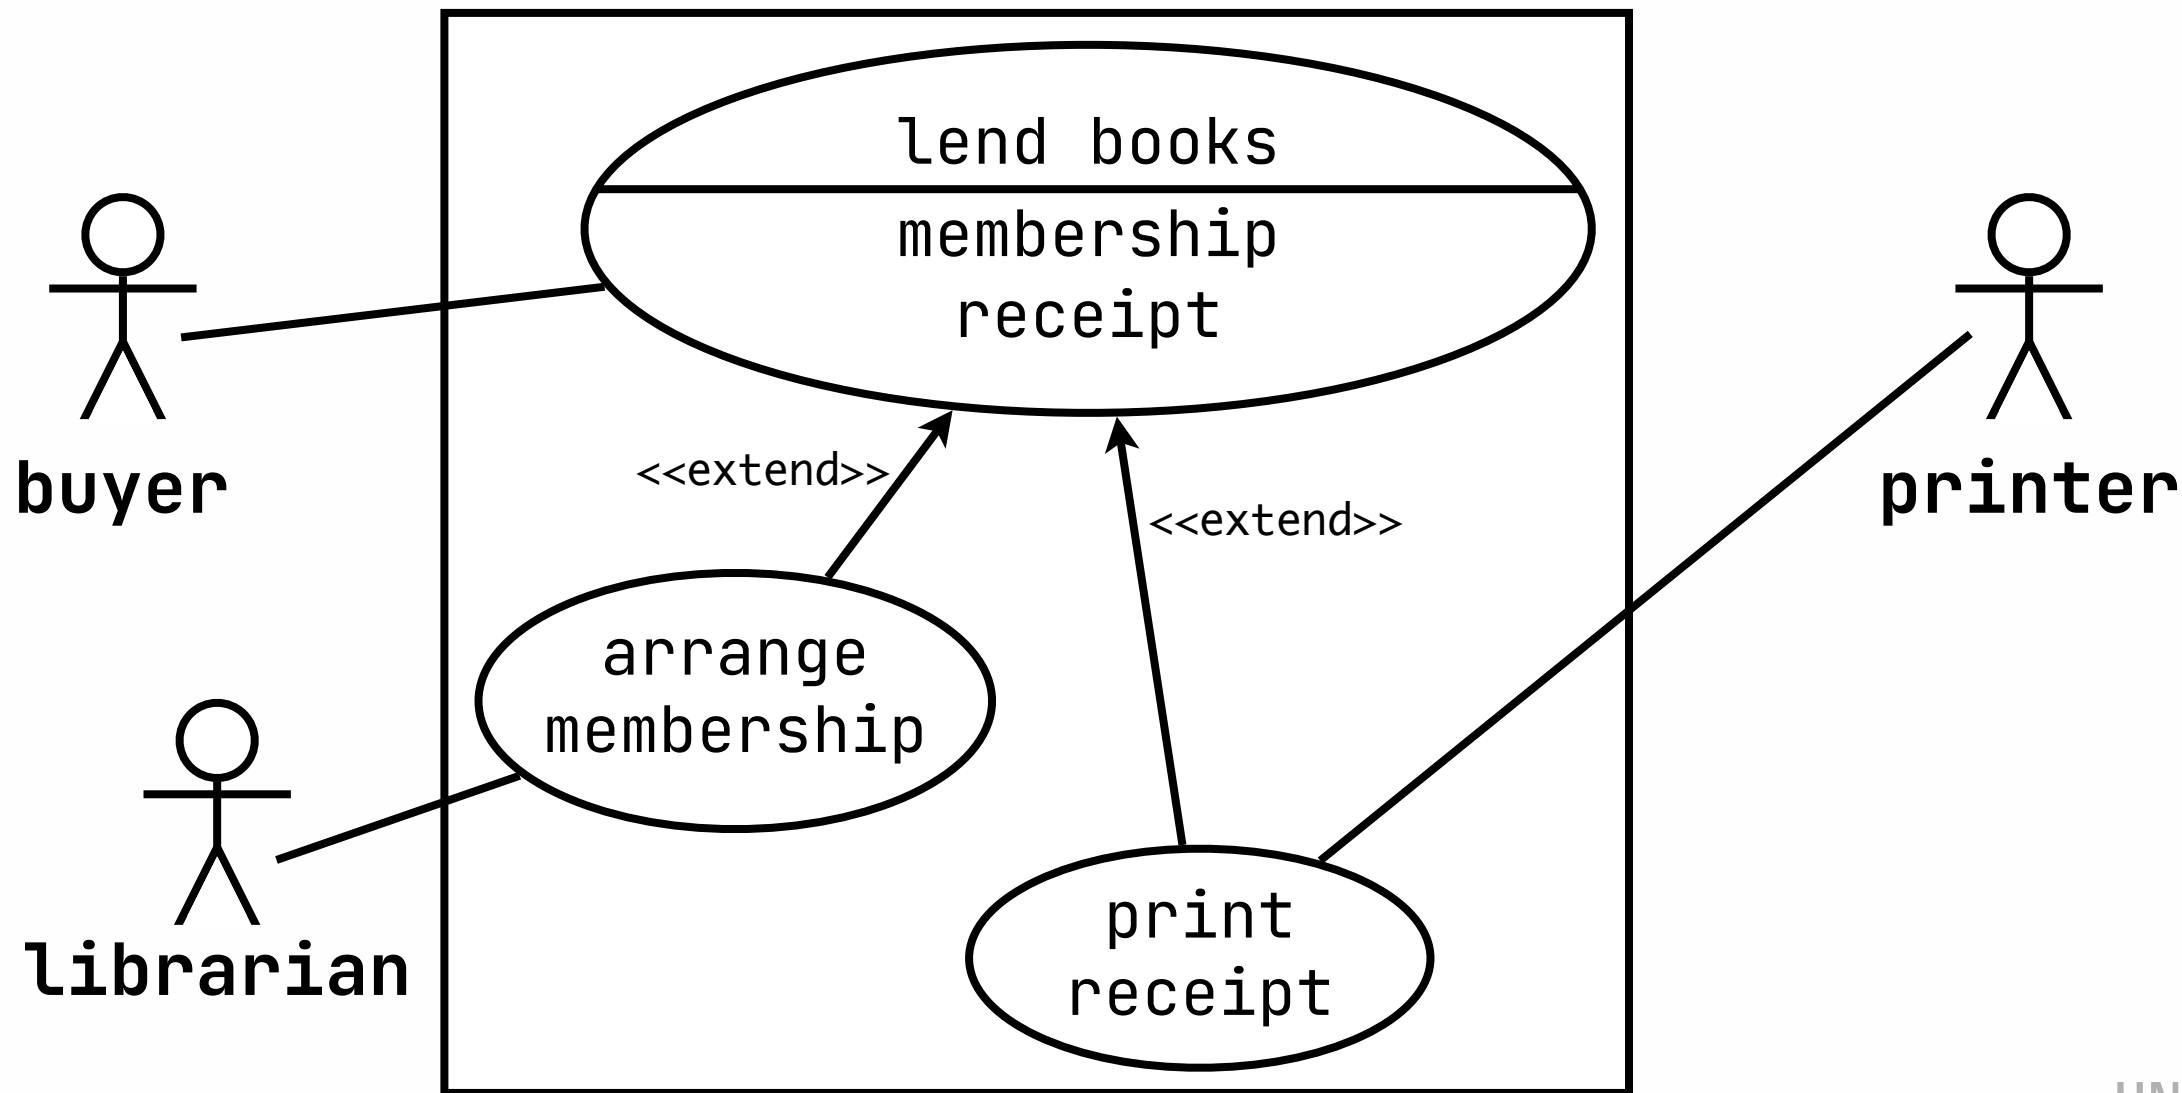 lend books
membership
receipt
buyer
printer
<<extend>>
<<extend>>
arrange
membership
librarian
print
receipt